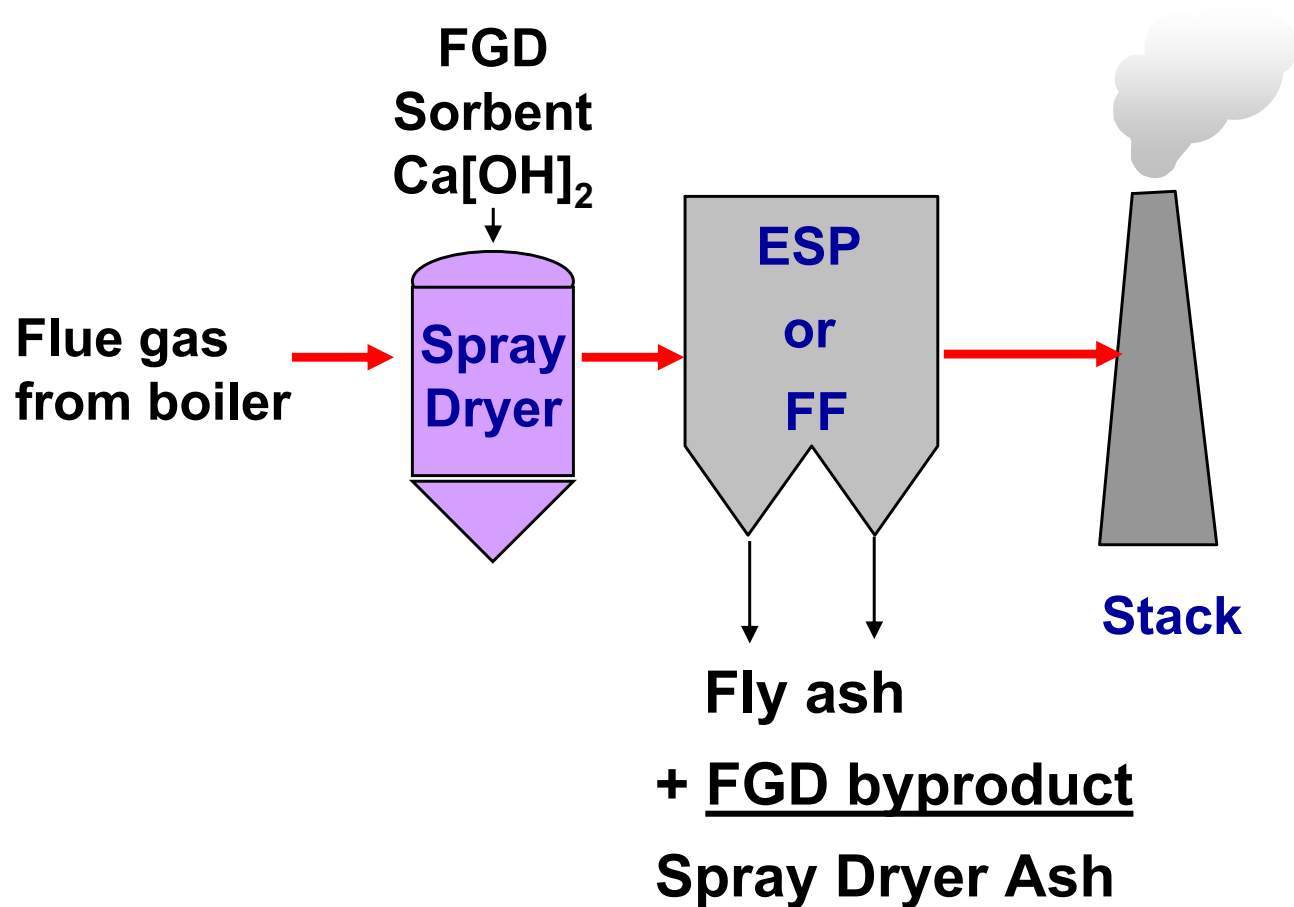 FGD
Sorbent
Ca[OH]₂
Flue gas
from boiler
Spray
Dryer
ESP
or
FF
Stack
Fly ash
+ FGD byproduct
Spray Dryer Ash